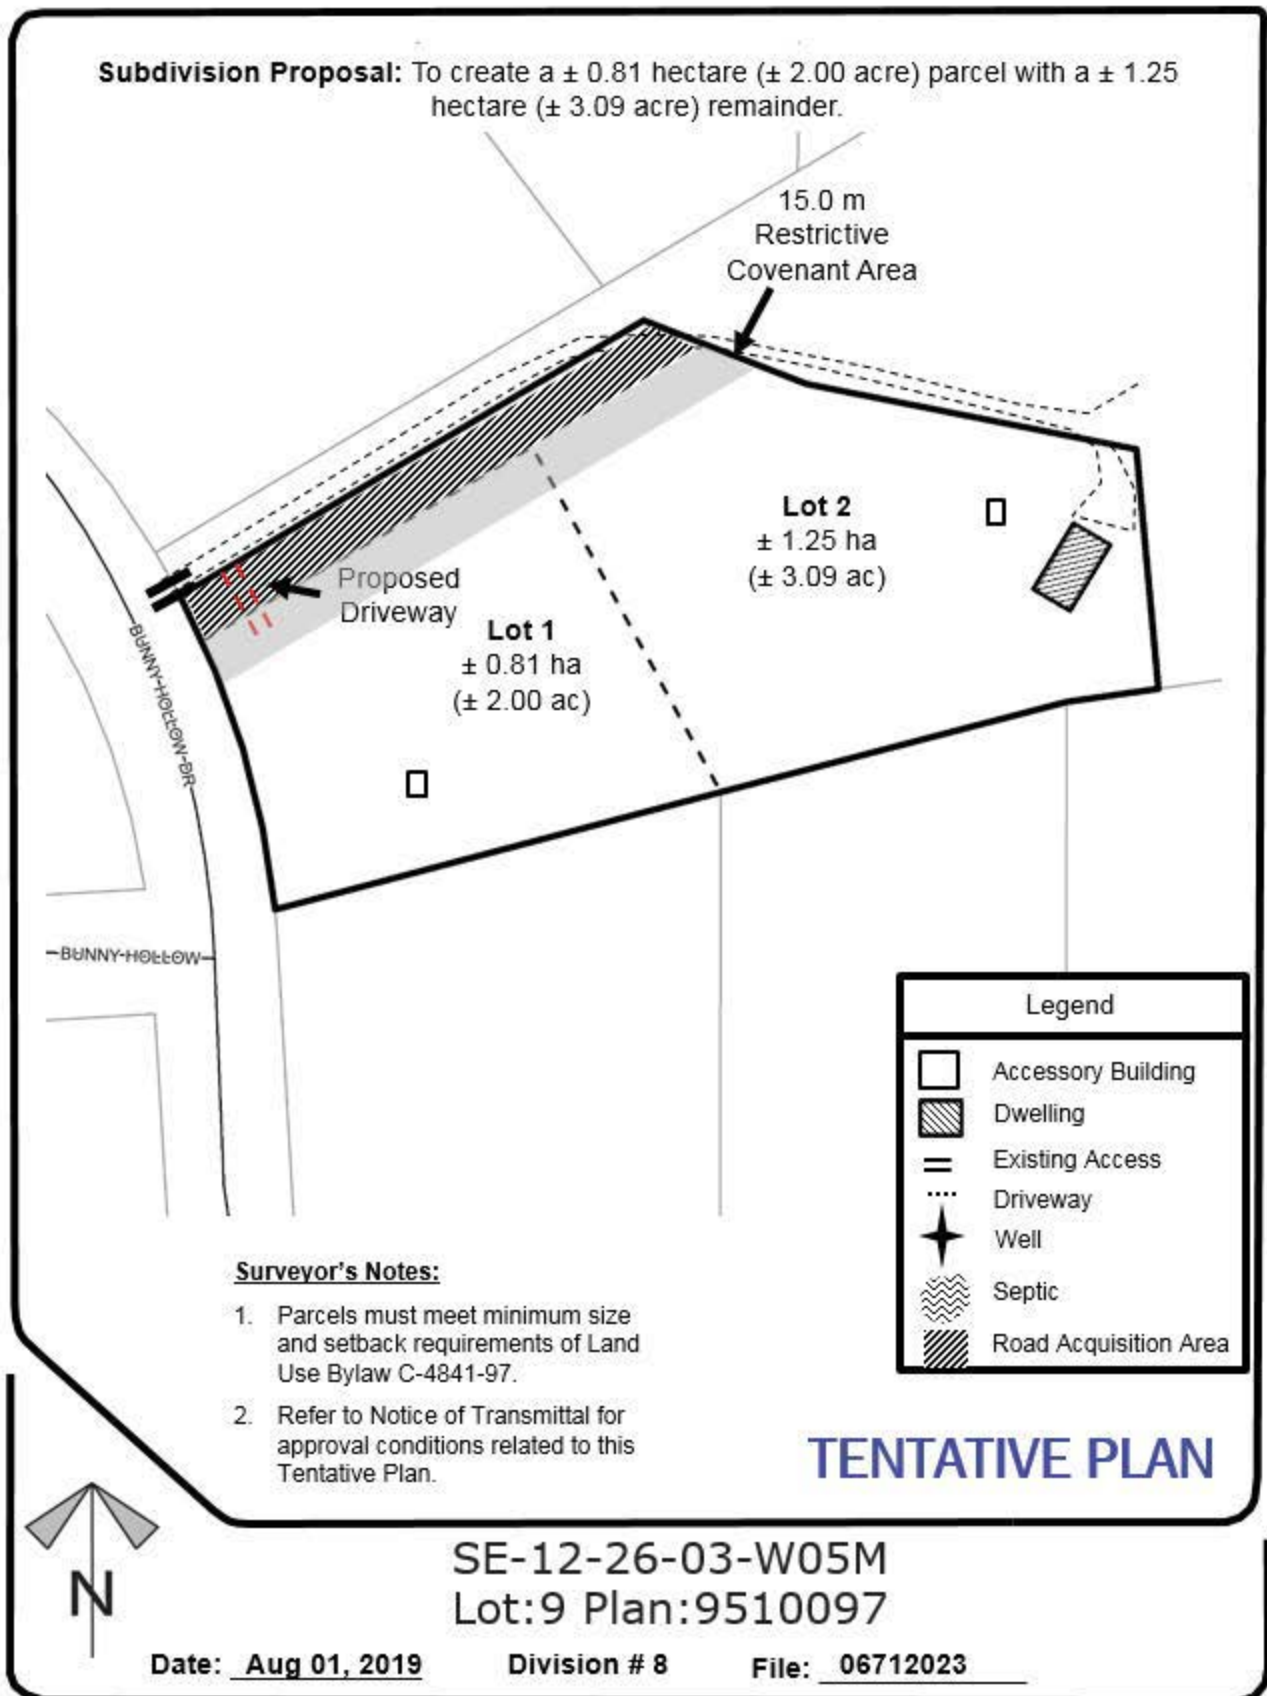 Subdivision Proposal: To create a ± 0.81 hectare (± 2.00 acre) parcel with a ± 1.25
hectare (± 3.09 acre) remainder.
15.0 m
Restrictive
Covenant Area
Lot 2
± 1.25 ha
(± 3.09 ac)
Proposed
Driveway
Lot 1
± 0.81 ha
(± 2.00 ac)
BUNNY HOLLOW DR
BUNNY HOLLOW
Legend
Accessory Building
Dwelling
Existing Access
Driveway
Well
Septic
Road Acquisition Area
Surveyor's Notes:
1. Parcels must meet minimum size
and setback requirements of Land
Use Bylaw C-4841-97.
2. Refer to Notice of Transmittal for
approval conditions related to this
Tentative Plan.
TENTATIVE PLAN
N
SE-12-26-03-W05M
Lot:9 Plan:9510097
Date: Aug 01, 2019 Division # 8 File: 06712023